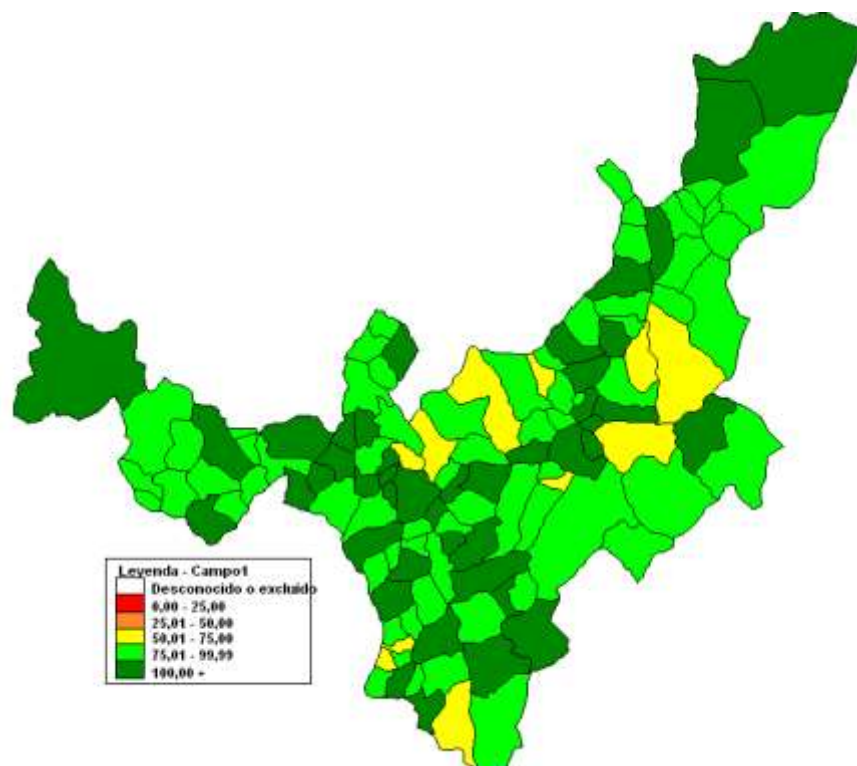 Leyenda - Campo1
Desconocido o excluido
0,00 - 25,00
25,01 - 50,00
50,01 - 75,00
75,01 - 99,99
100,00 +